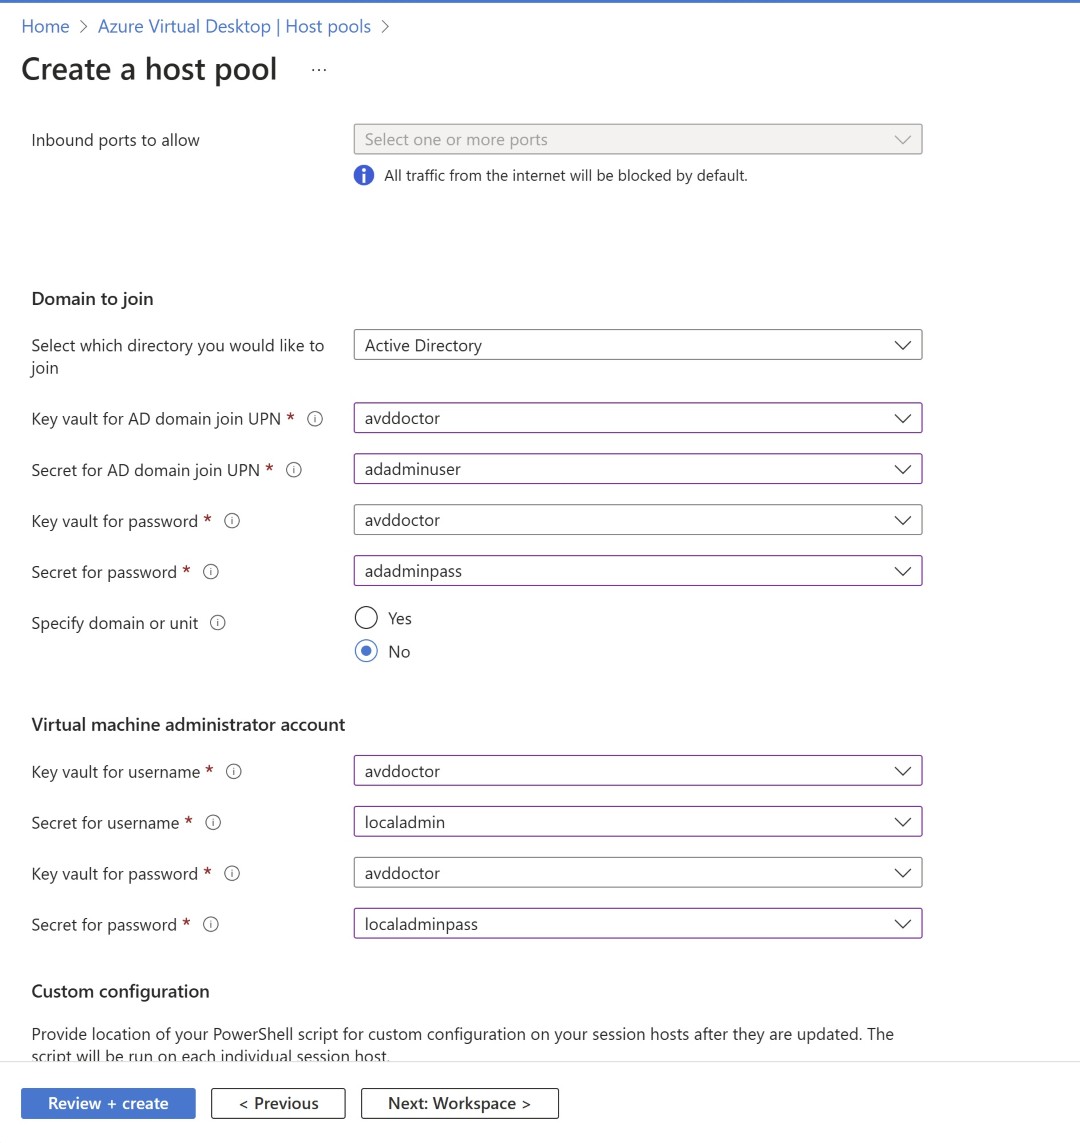 Home > Azure Virtual Desktop | Host pools >
Create a host pool ...
Inbound ports to allow
Select one or more ports
All traffic from the internet will be blocked by default.
Domain to join
Select which directory you would like to
join
Active Directory
Key vault for AD domain join UPN *
avddoctor
Secret for AD domain join UPN *
adadminuser
Key vault for password *
avddoctor
Secret for password *
adadminpass
Specify domain or unit
Yes
No
Virtual machine administrator account
Key vault for username *
avddoctor
Secret for username *
localadmin
Key vault for password *
avddoctor
Secret for password *
localadminpass
Custom configuration
Provide location of your PowerShell script for custom configuration on your session hosts after they are updated. The
script will be run on each individual session host.
Review + create
< Previous
Next: Workspace >